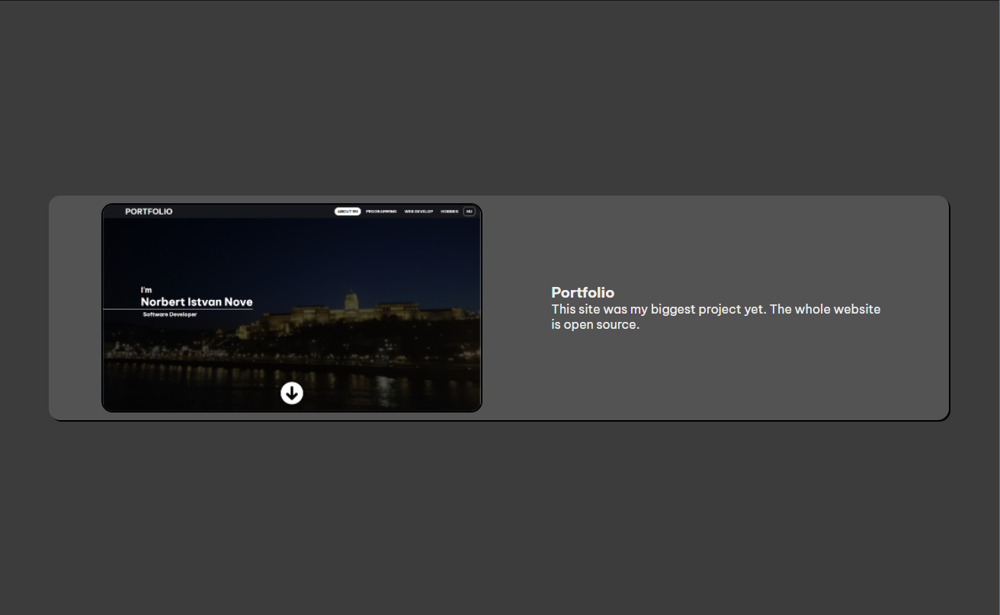 PORTFOLIO
ABOUT ME PROGRAMMING WEB DEVELOP HOBBIES HU
I'm
Norbert Istvan Nove
Software Developer
Portfolio
This site was my biggest project yet. The whole website
is open source.